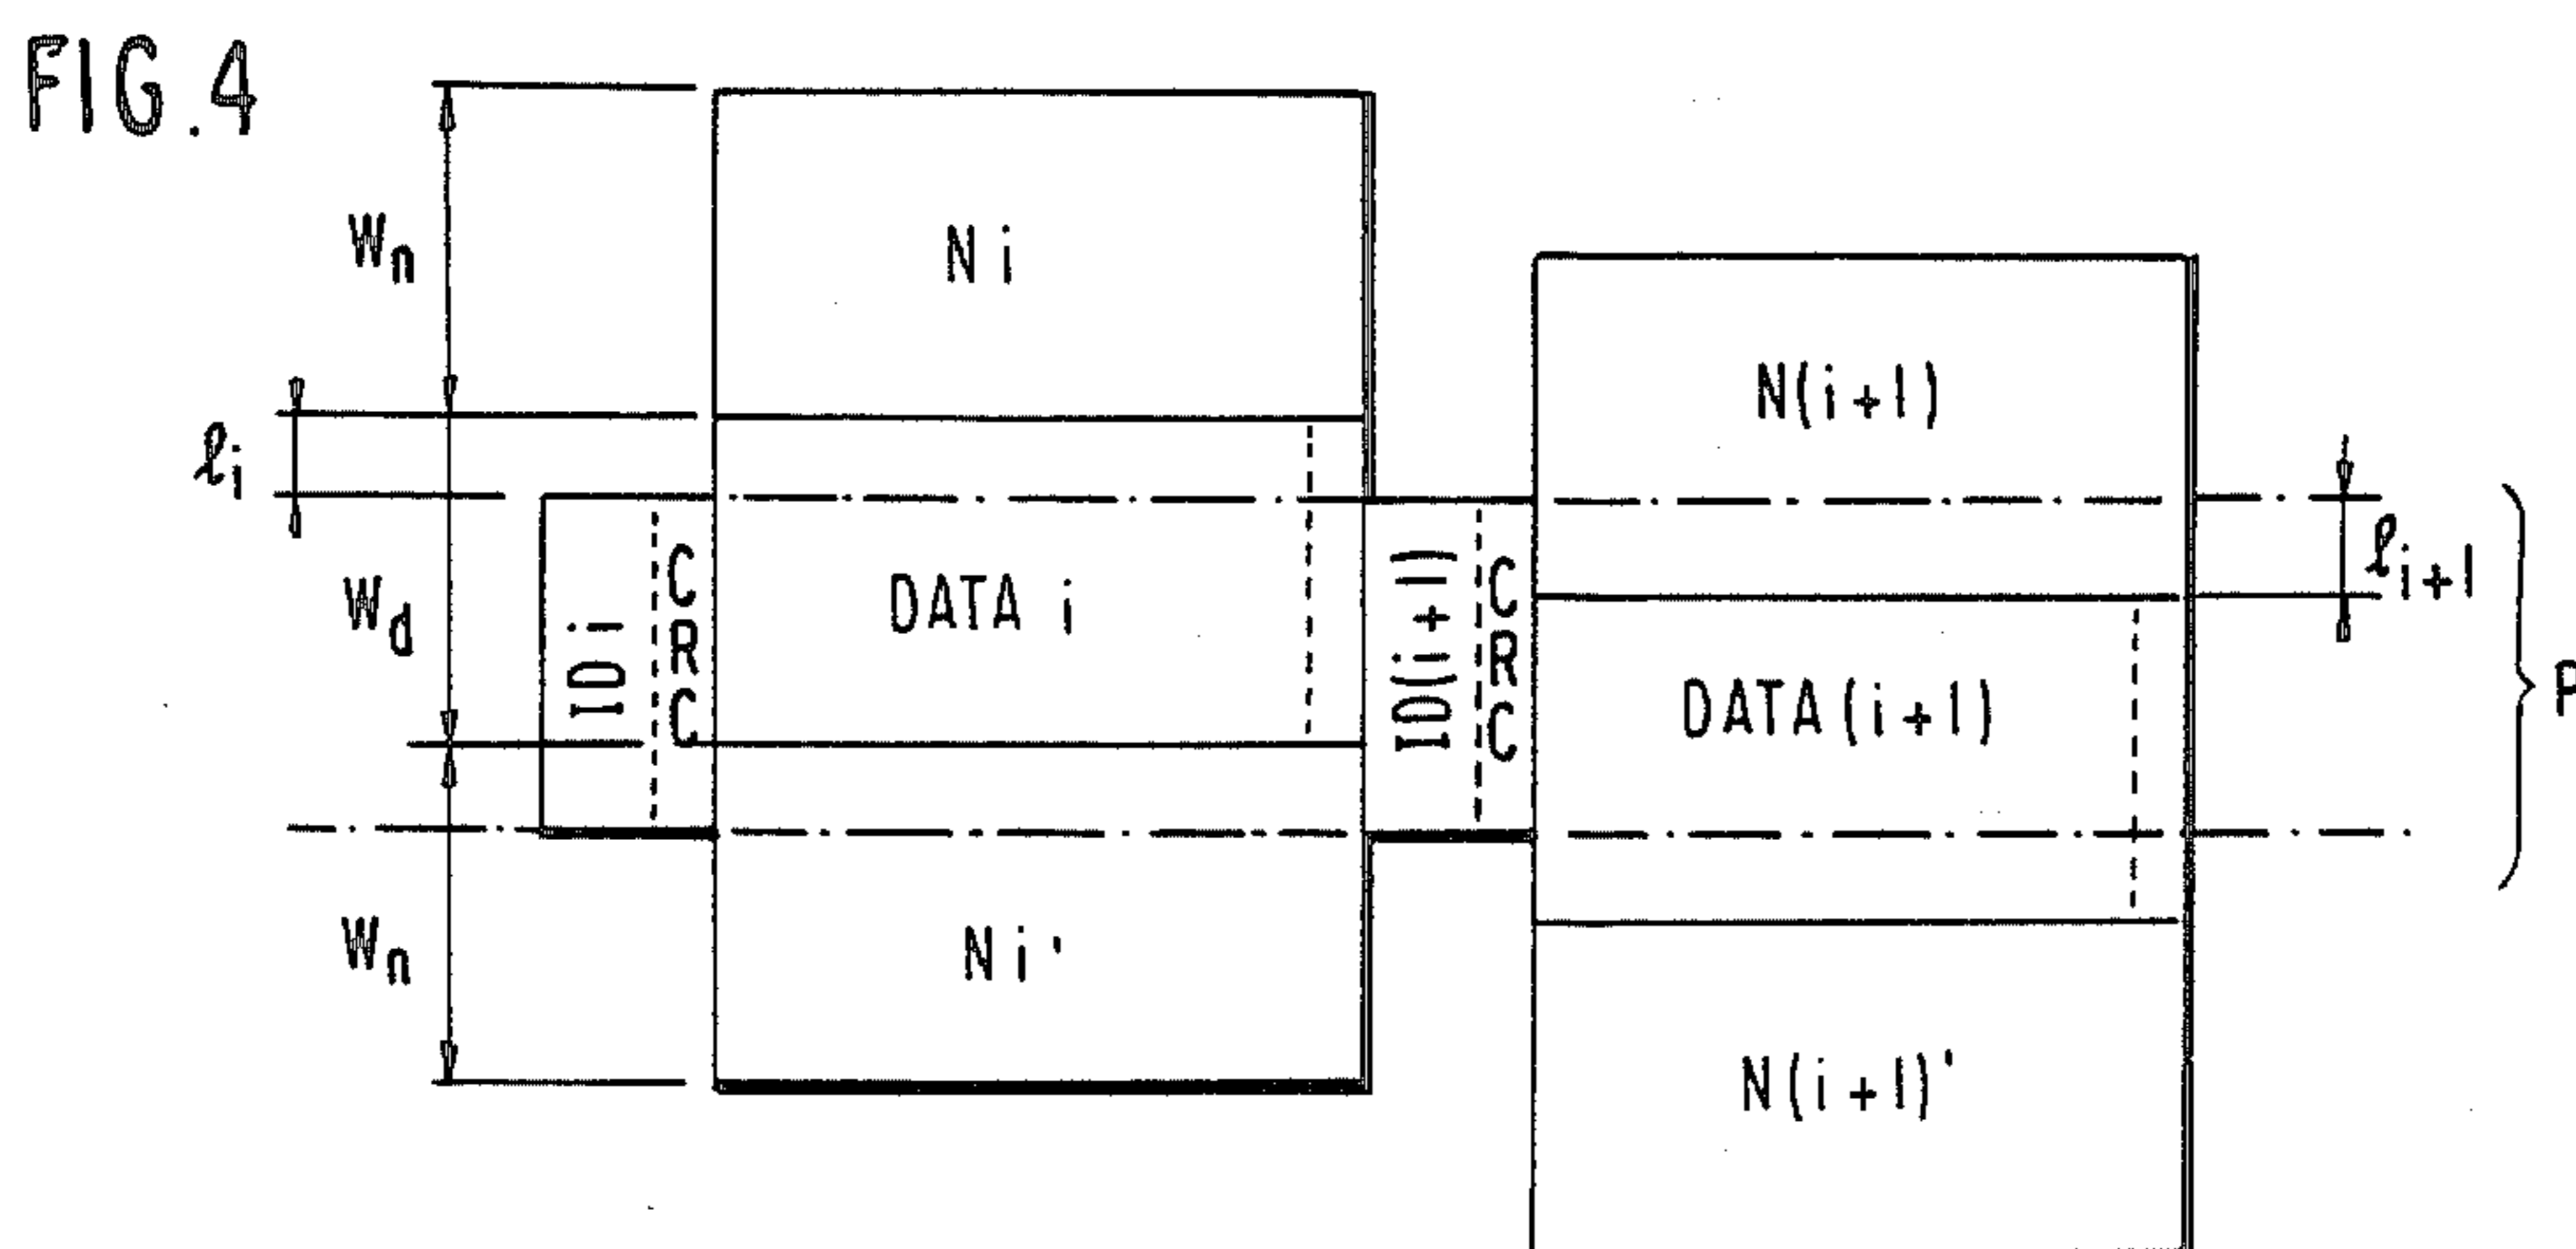 FIG.4
Wn
Ni
N(i+1)
ℓi
ℓi+1
Wd
IDi
CRC
DATA i
ID(i+1)
CRC
DATA(i+1)
P
Wn
Ni'
N(i+1)'